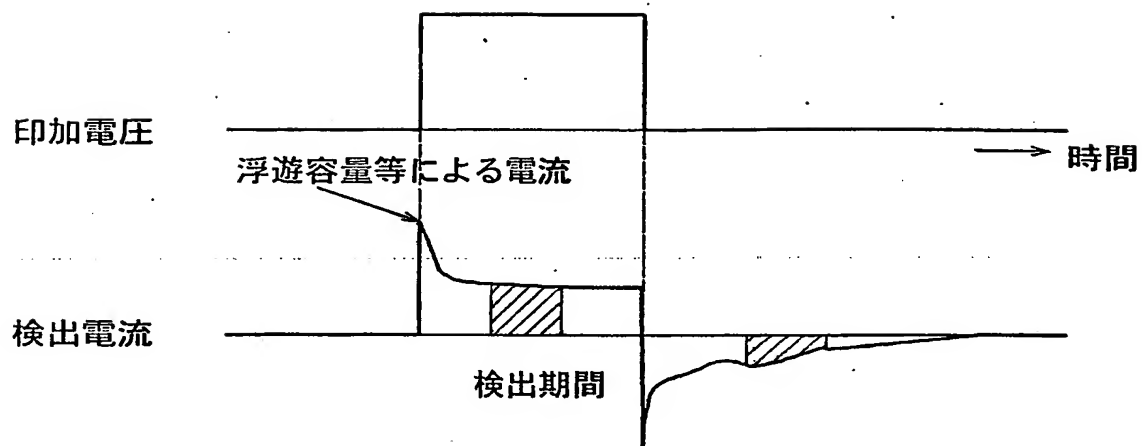 印加電圧
時間
浮遊容量等による電流
検出電流
検出期間